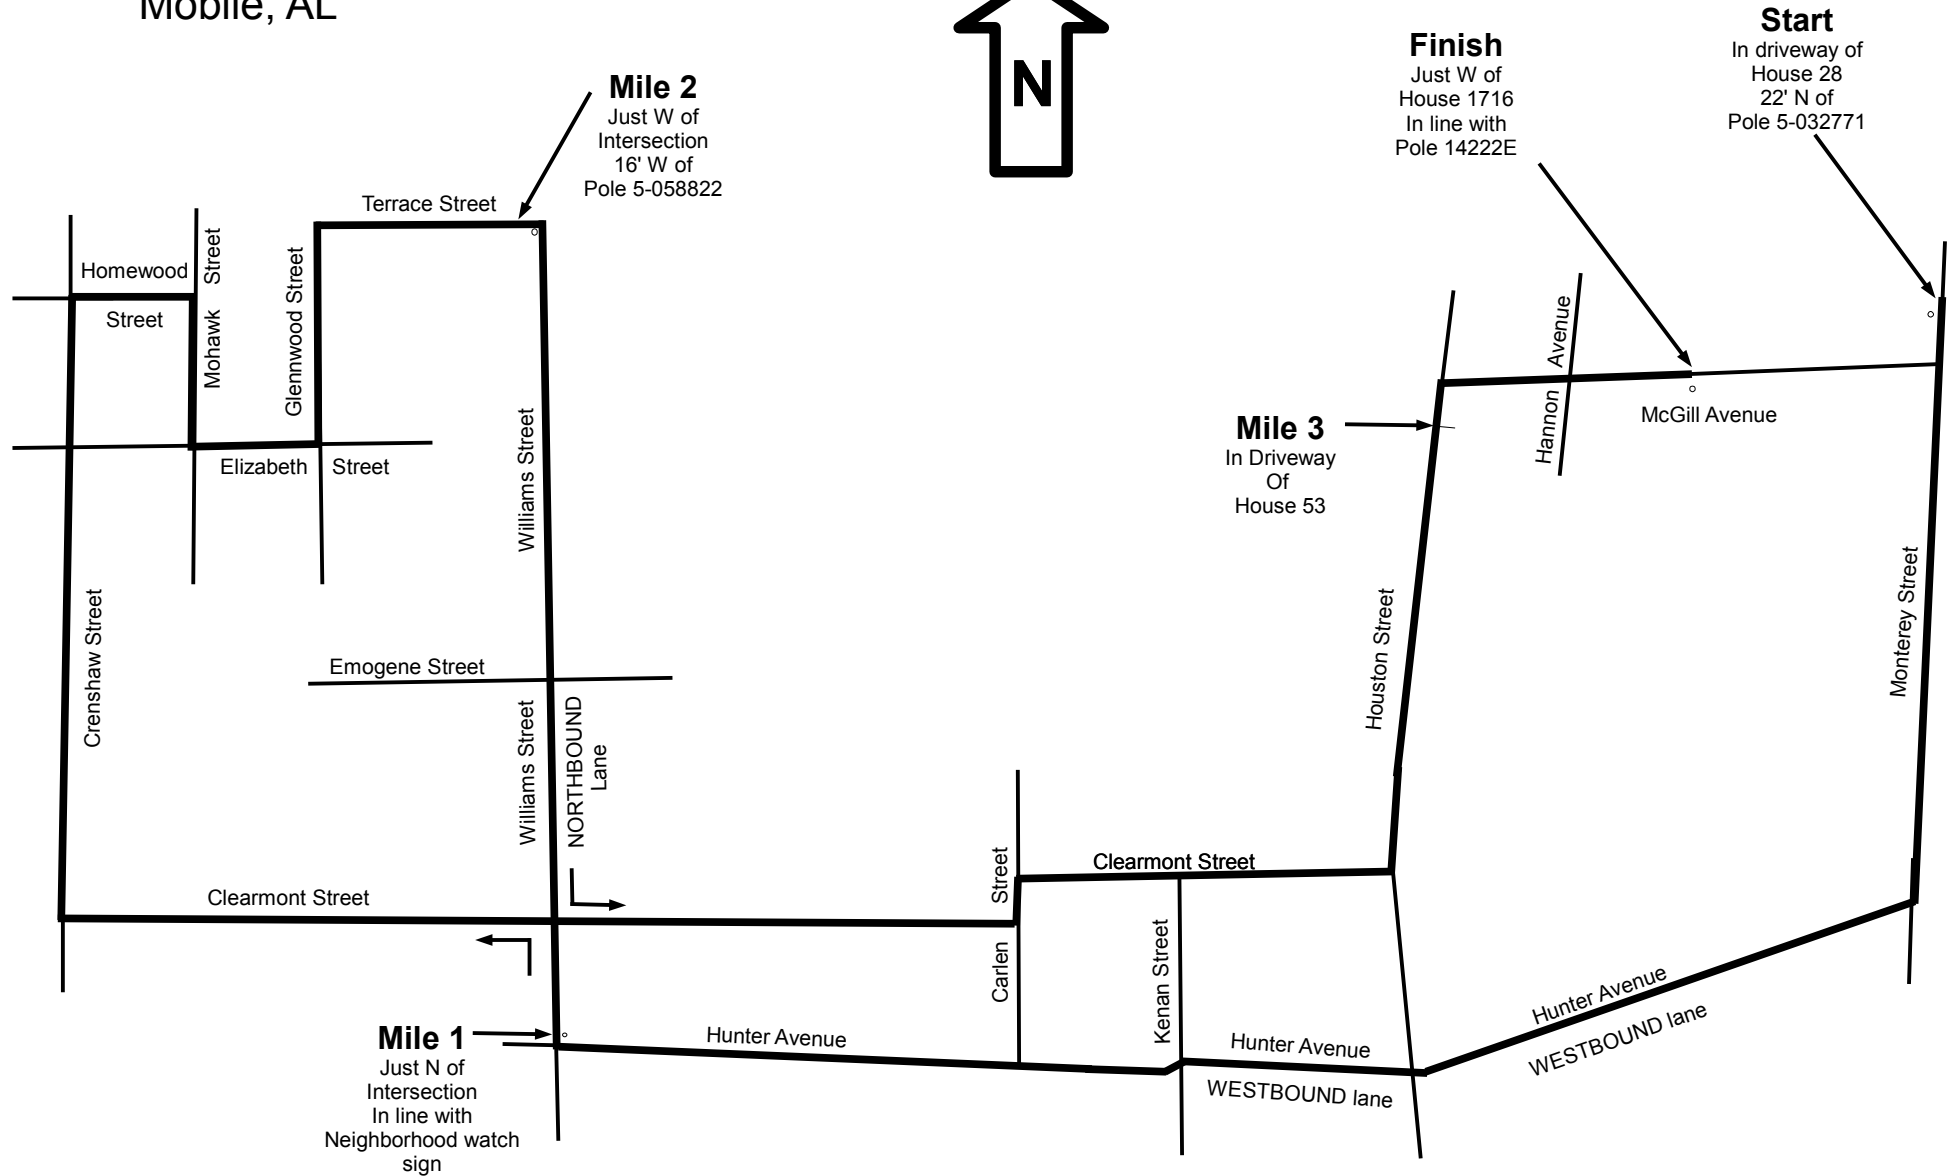 Mobile, AL
N
Start
In driveway of
House 28
22' N of
Pole 5-032771
Finish
Just W of
House 1716
In line with
Pole 14222E
Mile 2
Just W of
Intersection
16' W of
Pole 5-058822
Terrace Street
Homewood
Street
Mohawk Street
Glennwood Street
Elizabeth Street
Williams Street
Hannon Avenue
McGill Avenue
Mile 3
In Driveway
Of
House 53
Houston Street
Monterey Street
Crenshaw Street
Emogene Street
Williams Street
NORTHBOUND
Lane
Clearmont Street
Clearmont Street
Carlen Street
Kenan Street
Mile 1
Just N of
Intersection
In line with
Neighborhood watch
sign
Hunter Avenue
Hunter Avenue
WESTBOUND lane
Hunter Avenue
WESTBOUND lane